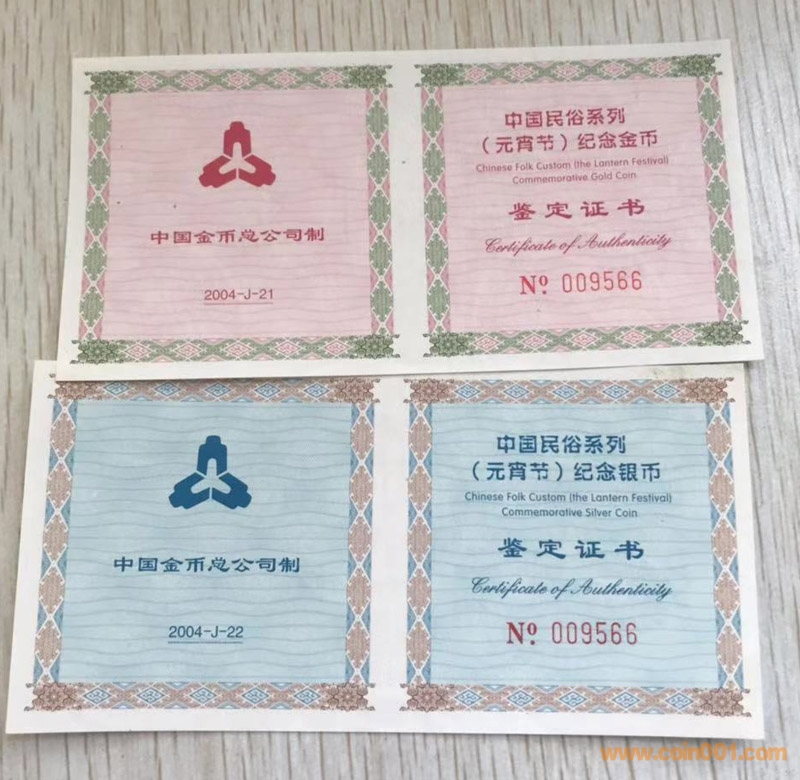 中国金币总公司制
2004-J-21
中国民俗系列
（元宵节）纪念金币
Chinese Folk Custom (the Lantern Festival)
Commemorative Gold Coin
鉴定证书
Certificate of Authenticity
Nº 009566
中国金币总公司制
2004-J-22
中国民俗系列
（元宵节）纪念银币
Chinese Folk Custom (the Lantern Festival)
Commemorative Silver Coin
鉴定证书
Certificate of Authenticity
Nº 009566
www.coin001.com